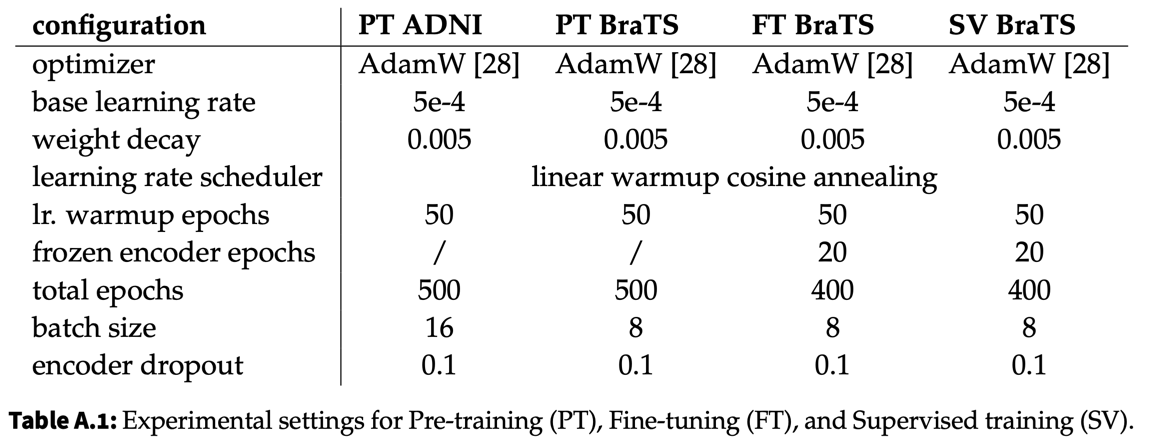 configuration PT ADNI PT BraTS FT BraTS SV BraTS
optimizer AdamW [28] AdamW [28] AdamW [28] AdamW [28]
base learning rate 5e-4 5e-4 5e-4 5e-4
weight decay 0.005 0.005 0.005 0.005
learning rate scheduler linear warmup cosine annealing
lr. warmup epochs 50 50 50 50
frozen encoder epochs / / 20 20
total epochs 500 500 400 400
batch size 16 8 8 8
encoder dropout 0.1 0.1 0.1 0.1
Table A.1: Experimental settings for Pre-training (PT), Fine-tuning (FT), and Supervised training (SV).